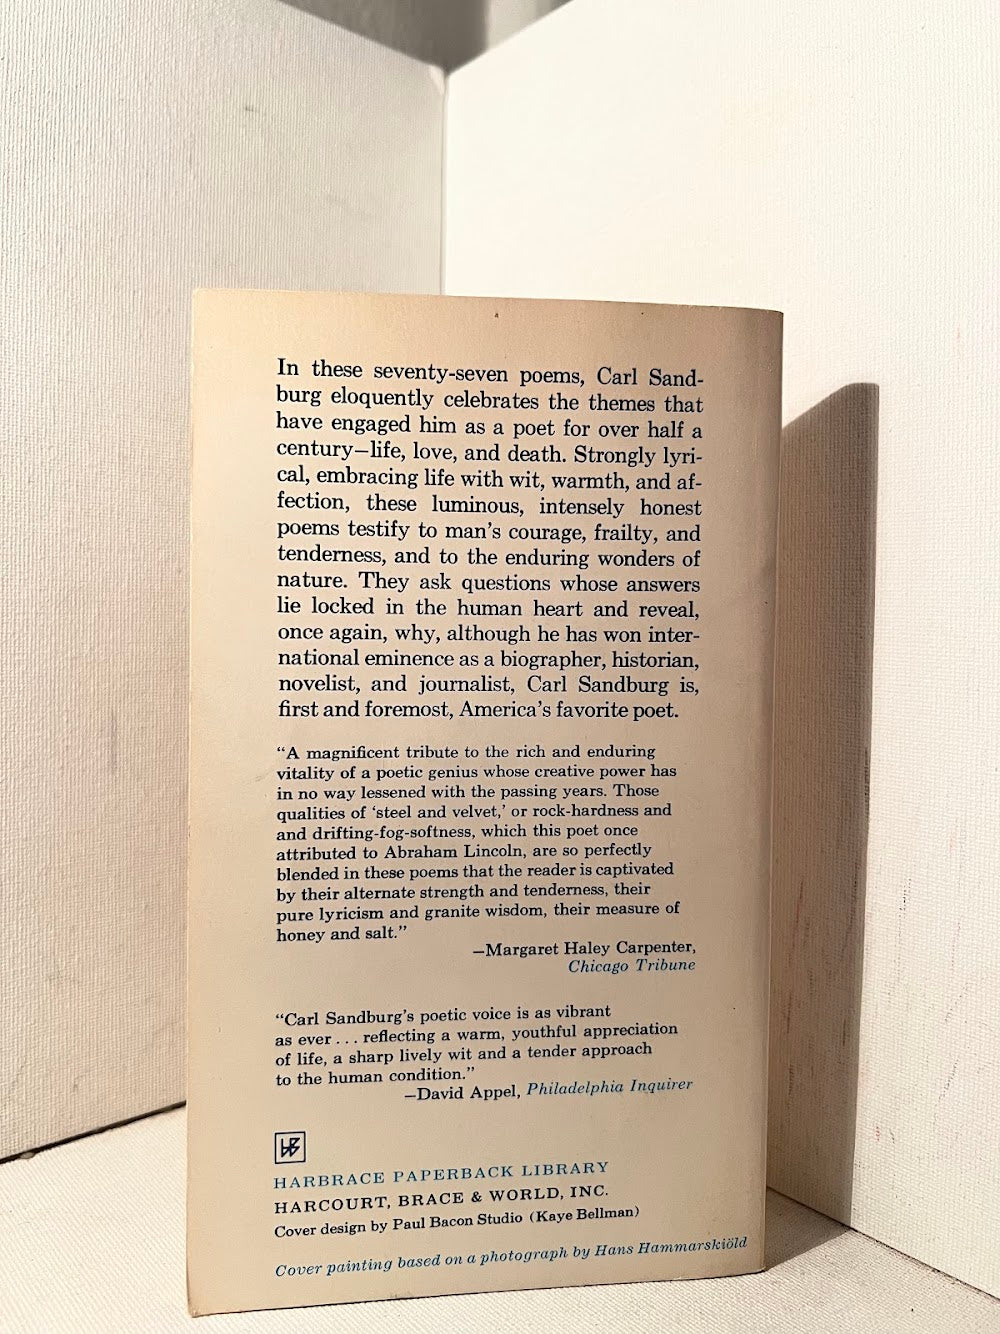 In these seventy-seven poems, Carl Sand-
burg eloquently celebrates the themes that
have engaged him as a poet for over half a
century—life, love, and death. Strongly lyri-
cal, embracing life with wit, warmth, and af-
fection, these luminous, intensely honest
poems testify to man's courage, frailty, and
tenderness, and to the enduring wonders of
nature. They ask questions whose answers
lie locked in the human heart and reveal,
once again, why, although he has won inter-
national eminence as a biographer, historian,
novelist, and journalist, Carl Sandburg is,
first and foremost, America's favorite poet.
“A magnificent tribute to the rich and enduring
vitality of a poetic genius whose creative power has
in no way lessened with the passing years. Those
qualities of ‘steel and velvet,’ or rock-hardness and
and drifting-fog-softness, which this poet once
attributed to Abraham Lincoln, are so perfectly
blended in these poems that the reader is captivated
by their alternate strength and tenderness, their
pure lyricism and granite wisdom, their measure of
honey and salt.”
—Margaret Haley Carpenter,
Chicago Tribune
“Carl Sandburg's poetic voice is as vibrant
as ever . . . reflecting a warm, youthful appreciation
of life, a sharp lively wit and a tender approach
to the human condition.”
—David Appel, Philadelphia Inquirer
HB
HARBRACE PAPERBACK LIBRARY
HARCOURT, BRACE & WORLD, INC.
Cover design by Paul Bacon Studio (Kaye Bellman)
Cover painting based on a photograph by Hans Hammarskiöld